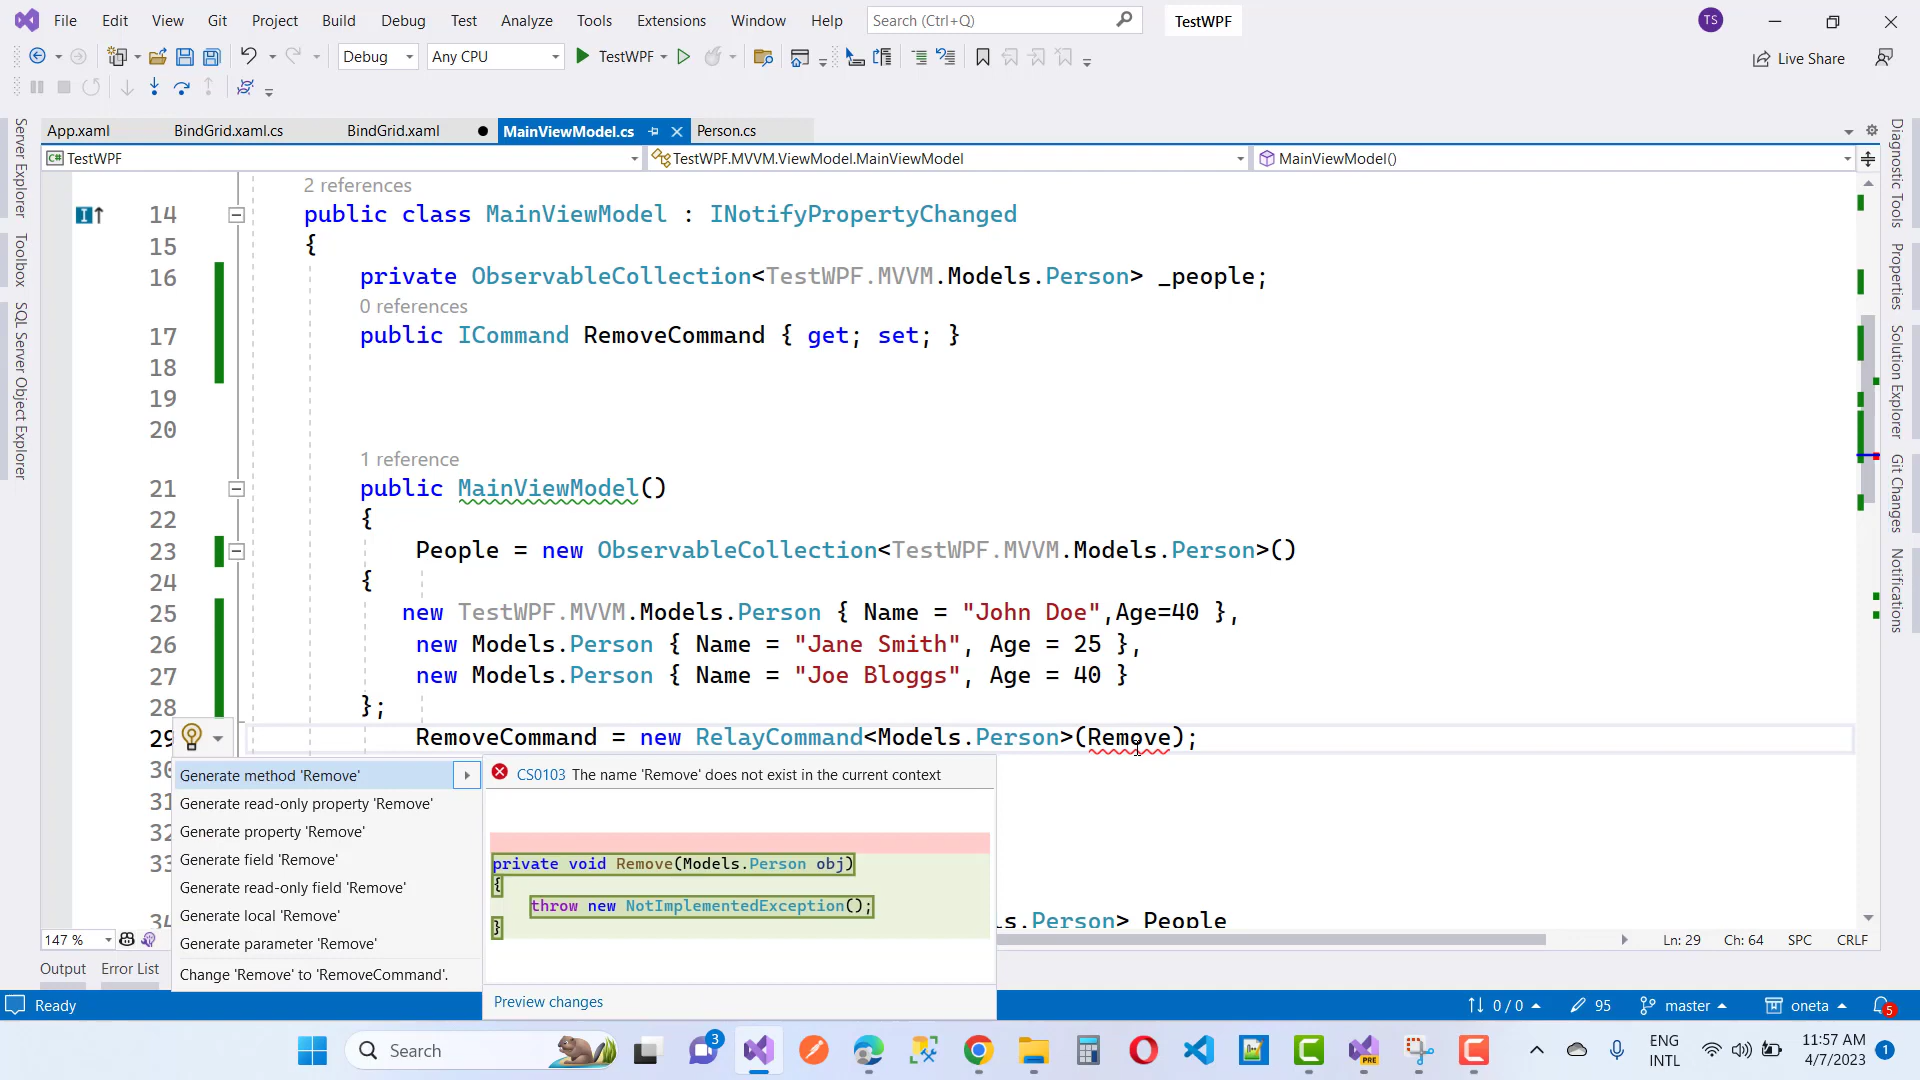 File Edit View Git Project Build Debug Test Analyze Tools Extensions Window Help Search (Ctrl+Q) TestWPF TS
Debug Any CPU TestWPF Live Share
App.xaml BindGrid.xaml.cs BindGrid.xaml MainViewModel.cs Person.cs
TestWPF TestWPF.MVVM.ViewModel.MainViewModel MainViewModel()
Server Explorer
Toolbox
SQL Server Object Explorer
Diagnostic Tools
Properties
Solution Explorer
Git Changes
Notifications
2 references
14 public class MainViewModel : INotifyPropertyChanged
15 {
16 private ObservableCollection<TestWPF.MVVM.Models.Person> _people;
0 references
17 public ICommand RemoveCommand { get; set; }
18
19
20
1 reference
21 public MainViewModel()
22 {
23 People = new ObservableCollection<TestWPF.MVVM.Models.Person>()
24 {
25 new TestWPF.MVVM.Models.Person { Name = "John Doe",Age=40 },
26 new Models.Person { Name = "Jane Smith", Age = 25 },
27 new Models.Person { Name = "Joe Bloggs", Age = 40 }
28 };
29 RemoveCommand = new RelayCommand<Models.Person>(Remove);
Generate method 'Remove'
Generate read-only property 'Remove'
Generate property 'Remove'
Generate field 'Remove'
Generate read-only field 'Remove'
Generate local 'Remove'
Generate parameter 'Remove'
Change 'Remove' to 'RemoveCommand'.
CS0103 The name 'Remove' does not exist in the current context
private void Remove(Models.Person obj)
{
throw new NotImplementedException();
}
Preview changes
.Person> People
147 % Ln: 29 Ch: 64 SPC CRLF
Output Error List
Ready 0 / 0 95 master oneta 5
Search 3 PRE ENG INTL 11:57 AM 4/7/2023 1